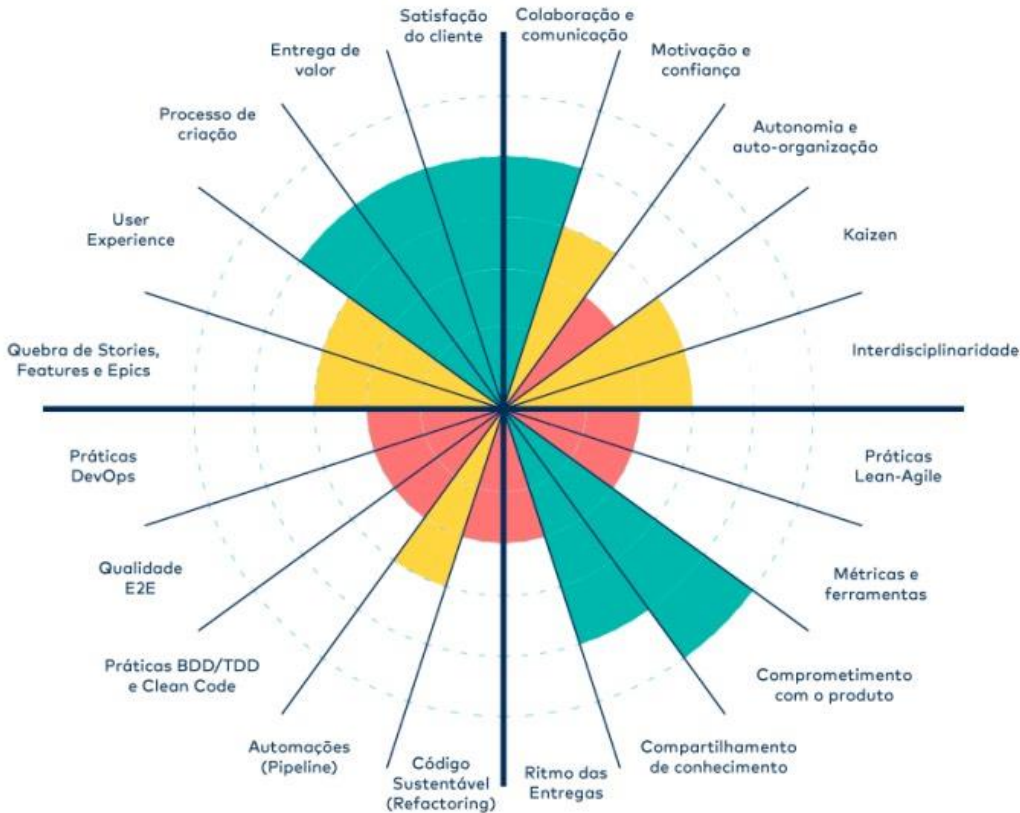 Satisfação
do cliente
Colaboração e
comunicação
Entrega de
valor
Motivação e
confiança
Processo de
criação
Autonomia e
auto-organização
User
Experience
Kaizen
Quebra de Stories,
Features e Epics
Interdisciplinaridade
Práticas
DevOps
Práticas
Lean-Agile
Qualidade
E2E
Métricas e
ferramentas
Práticas BDD/TDD
e Clean Code
Comprometimento
com o produto
Automações
(Pipeline)
Código
Sustentável
(Refactoring)
Ritmo das
Entregas
Compartilhamento
de conhecimento